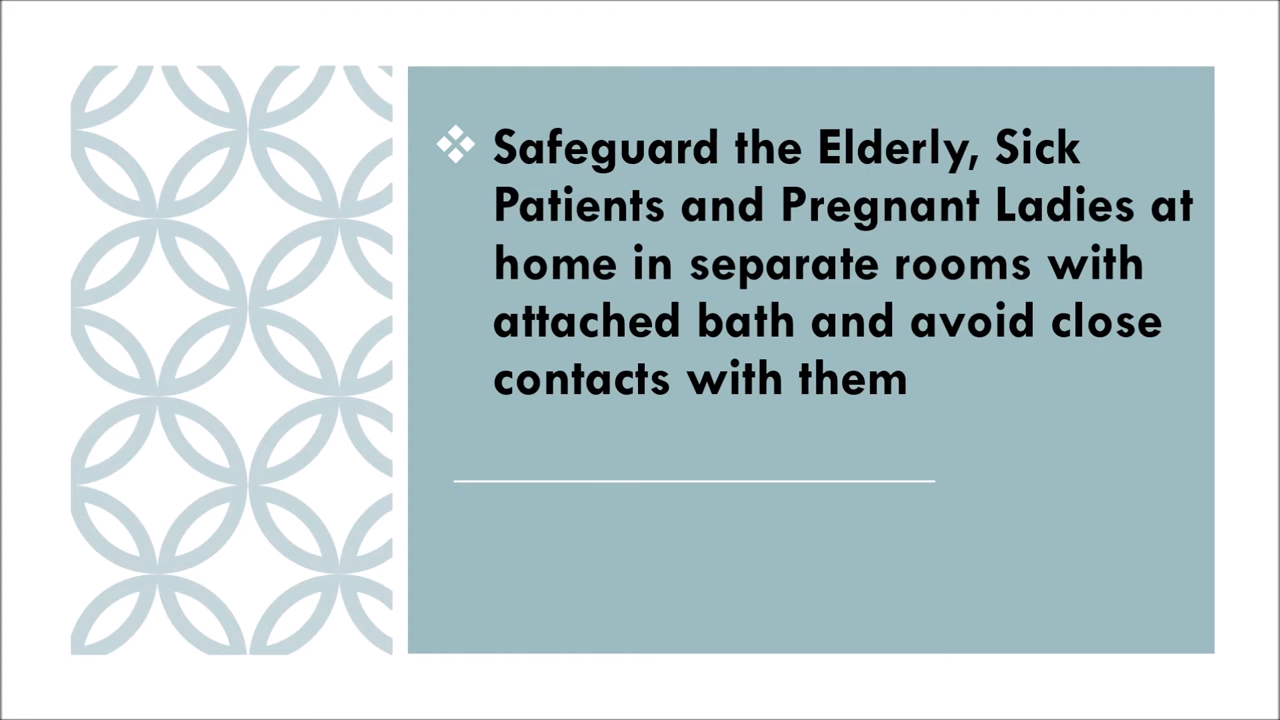 Safeguard the Elderly, Sick
Patients and Pregnant Ladies at
home in separate rooms with
attached bath and avoid close
contacts with them